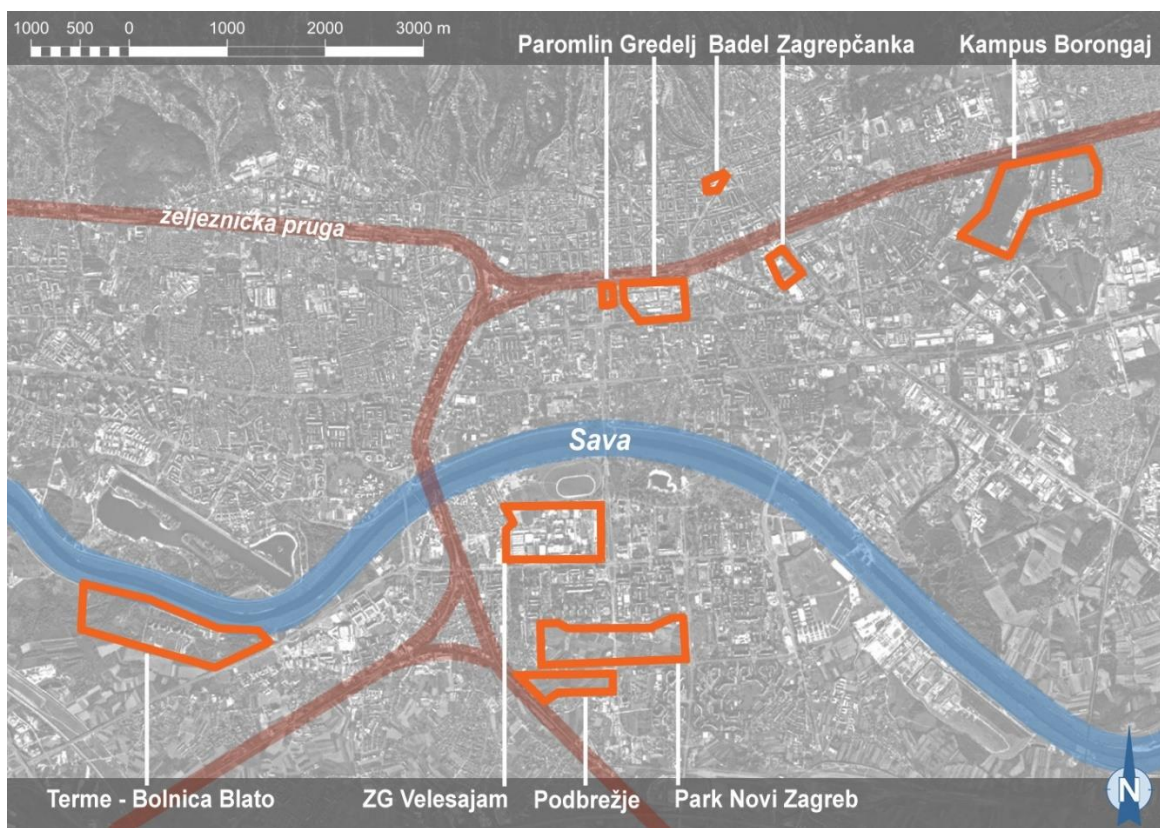 1000 500 0 1000 2000 3000 m
Paromlin Gredelj Badel Zagrepčanka Kampus Borongaj
željeznička pruga
Sava
Terme - Bolnica Blato ZG Velesajam Podbrežje Park Novi Zagreb
N